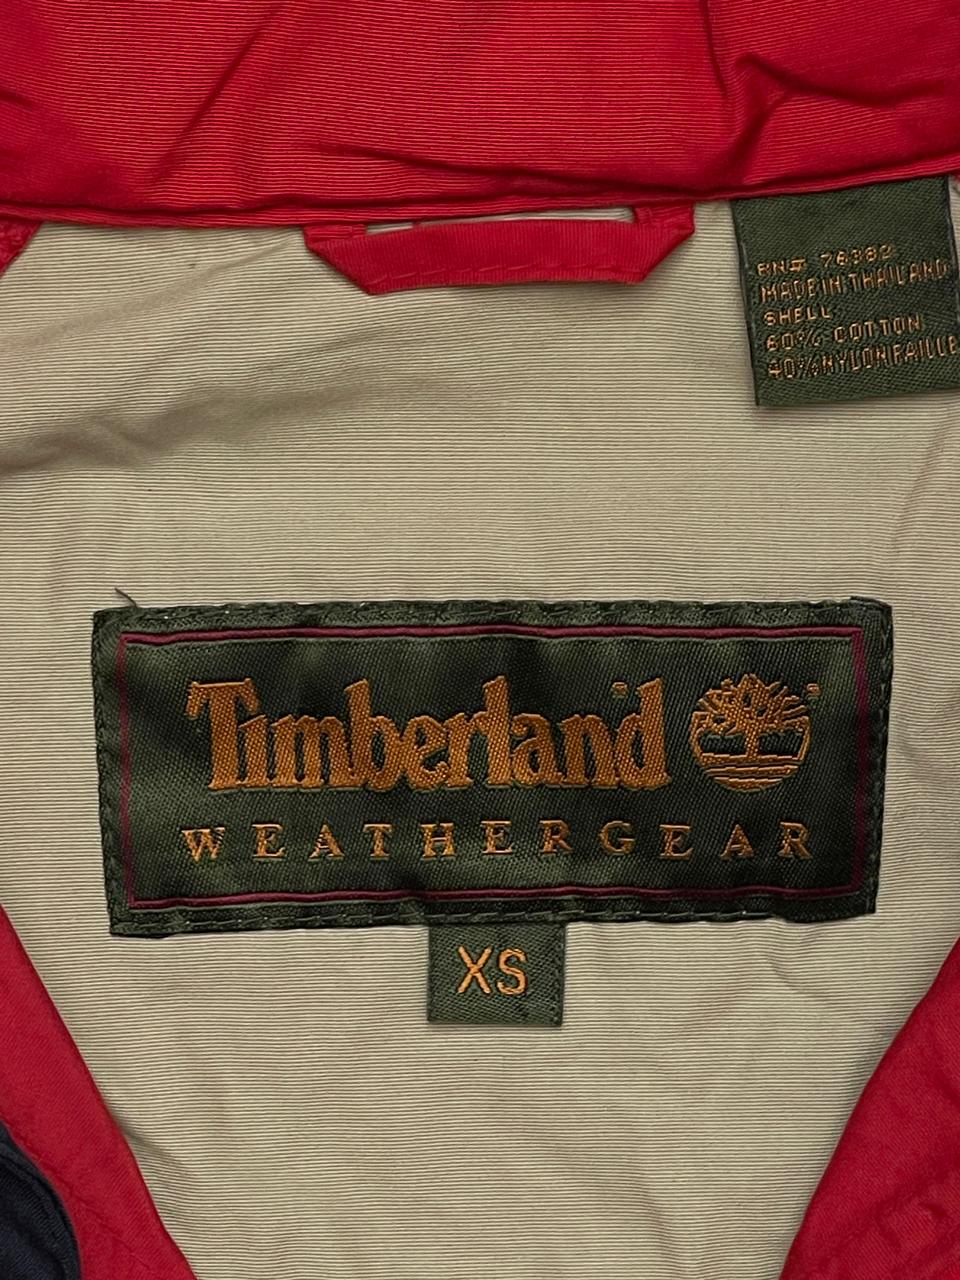 RN# 76382
MADE IN THAILAND
SHELL
60% COTTON
40% NYLON FAILLE
Timberland
WEATHERGEAR
XS